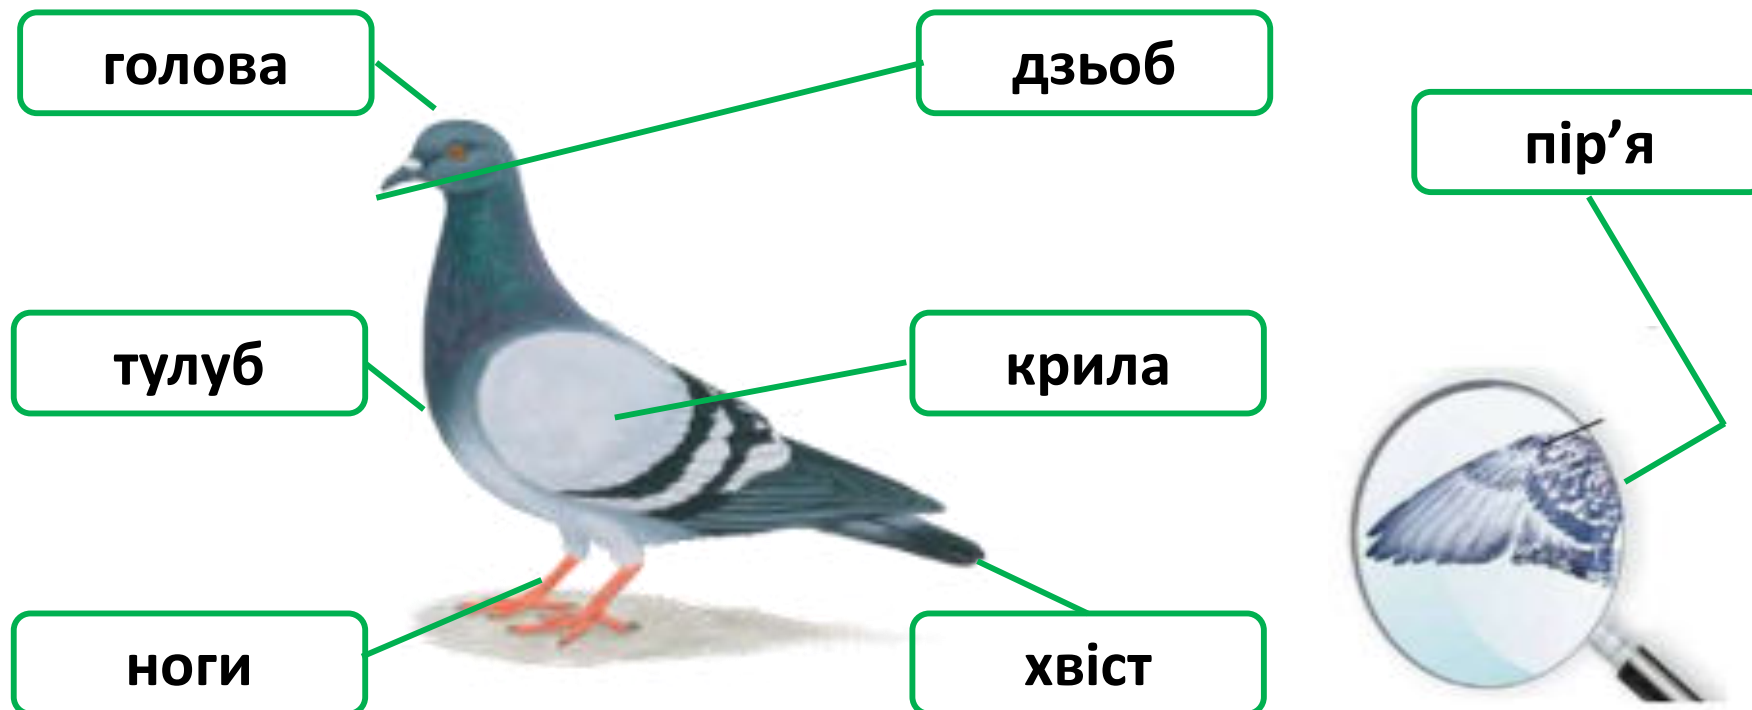 голова
дзьоб
пір’я
тулуб
крила
ноги
хвіст